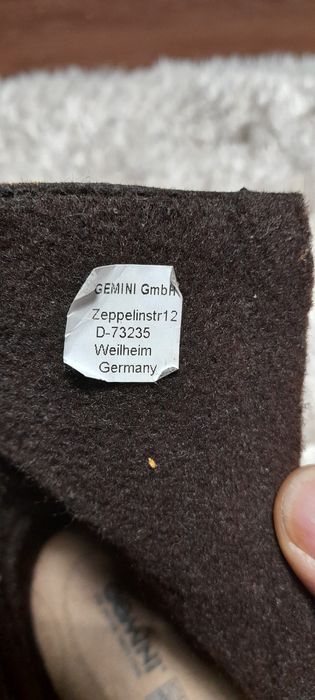 GEMINI GmbH
Zeppelinstr12
D-73235
Weilheim
Germany